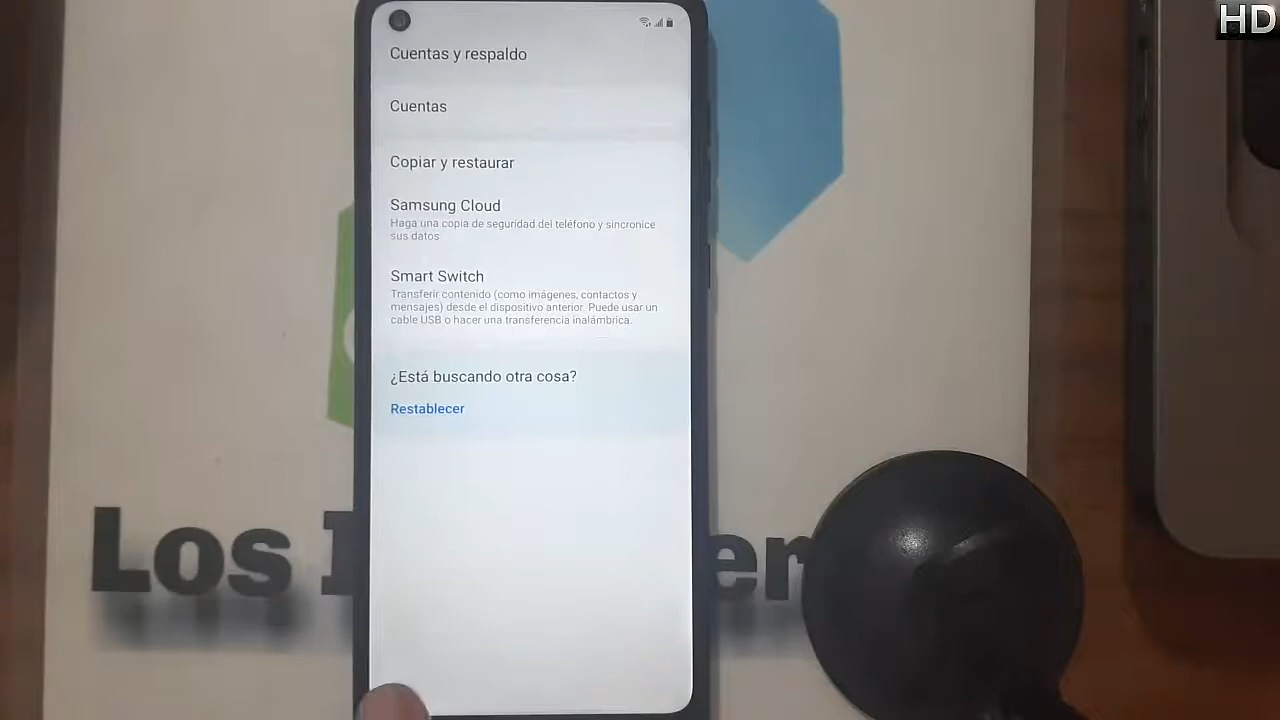 HD
Cuentas y respaldo
Cuentas
Copiar y restaurar
Samsung Cloud
Haga una copia de seguridad del teléfono y sincronice
sus datos
Smart Switch
Transferir contenido (como imágenes, contactos y
mensajes) desde el dispositivo anterior. Puede usar un
cable USB o hacer una transferencia inalámbrica.
¿Está buscando otra cosa?
Restablecer
Los